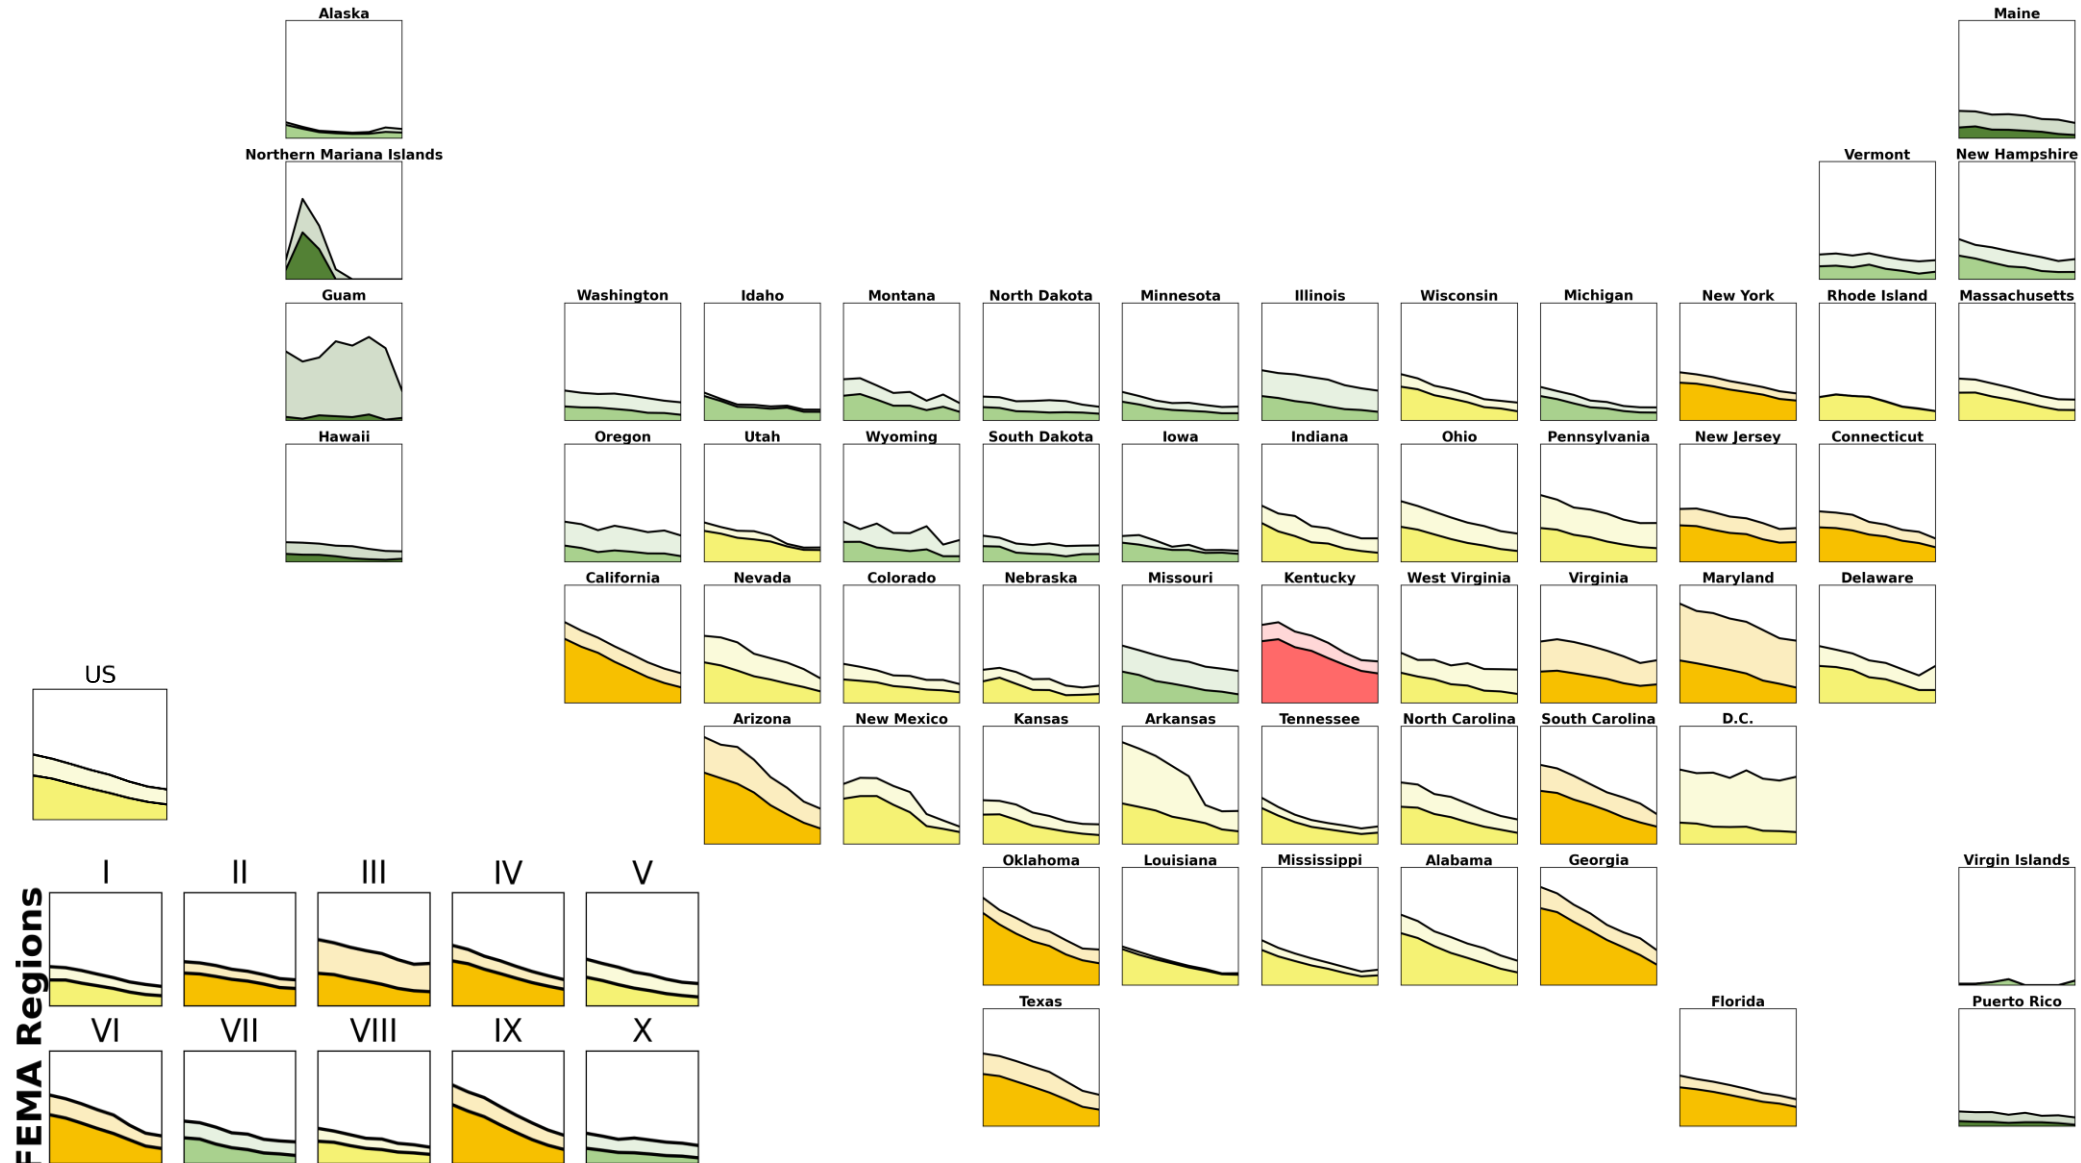 Alaska
Maine
Northern Mariana Islands
Vermont
New Hampshire
Guam
Washington
Idaho
Montana
North Dakota
Minnesota
Illinois
Wisconsin
Michigan
New York
Rhode Island
Massachusetts
Hawaii
Oregon
Utah
Wyoming
South Dakota
Iowa
Indiana
Ohio
Pennsylvania
New Jersey
Connecticut
California
Nevada
Colorado
Nebraska
Missouri
Kentucky
West Virginia
Virginia
Maryland
Delaware
US
Arizona
New Mexico
Kansas
Arkansas
Tennessee
North Carolina
South Carolina
D.C.
Oklahoma
Louisiana
Mississippi
Alabama
Georgia
Virgin Islands
Texas
Florida
Puerto Rico
FEMA Regions
I
II
III
IV
V
VI
VII
VIII
IX
X